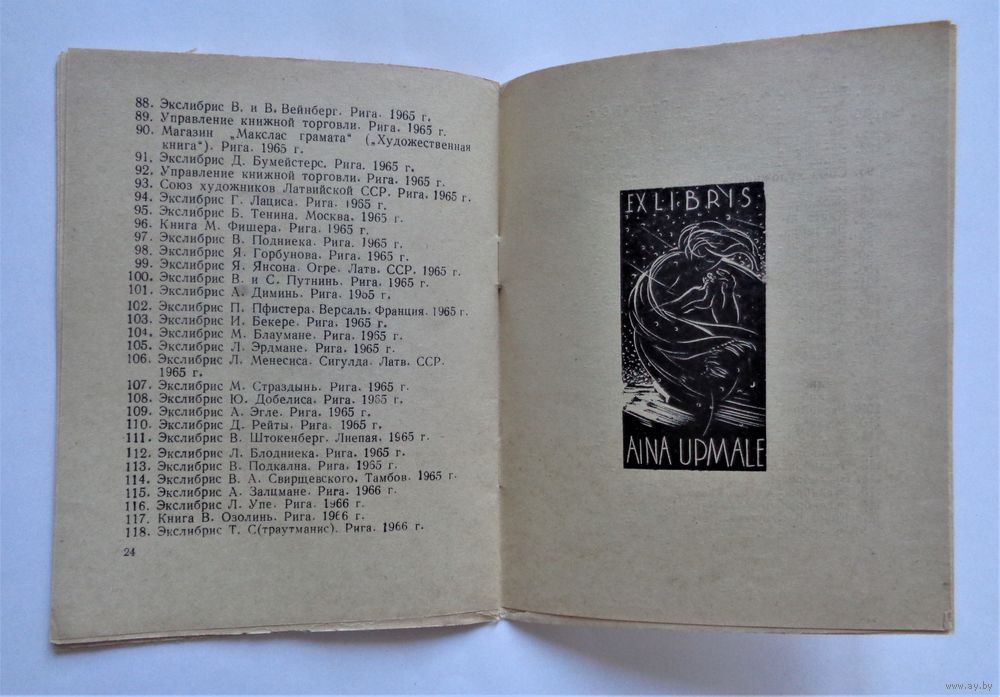 88. Экслибрис В. и В. Вейнберг. Рига. 1965 г.
89. Управление книжной торговли. Рига. 1965 г.
90. Магазин „Макслас грамата“ („Художественная
книга“). Рига. 1965 г.
91. Экслибрис Д. Бумейстерс. Рига. 1965 г.
92. Управление книжной торговли. Рига. 1965 г.
93. Союз художников Латвийской ССР. Рига. 1965 г.
94. Экслибрис Г. Лациса. Рига. 1965 г.
95. Экслибрис Б. Тенина. Москва. 1965 г.
96. Книга М. Фишера. Рига. 1965 г.
97. Экслибрис В. Подниека. Рига. 1965 г.
98. Экслибрис Я. Горбунова. Рига. 1965 г.
99. Экслибрис Я. Янсона. Огре. Латв. ССР. 1965 г.
100. Экслибрис В. и С. Путнинь. Рига. 1965 г.
101. Экслибрис А. Диминь. Рига. 1965 г.
102. Экслибрис П. Пфистера. Версаль. Франция. 1965 г.
103. Экслибрис И. Бекере. Рига. 1965 г.
104. Экслибрис М. Блаумане. Рига. 1965 г.
105. Экслибрис Л. Эрдмане. Рига. 1965 г.
106. Экслибрис Л. Менесиса. Сигулда. Латв. ССР.
1965 г.
107. Экслибрис М. Страздынь. Рига. 1965 г.
108. Экслибрис Ю. Добелиса. Рига. 1965 г.
109. Экслибрис А. Эгле. Рига. 1965 г.
110. Экслибрис Д. Рейты. Рига. 1965 г.
111. Экслибрис В. Штокенберг. Лиепая. 1965 г.
112. Экслибрис Л. Блодниека. Рига. 1965 г.
113. Экслибрис В. Подкална. Рига. 1965 г.
114. Экслибрис В. А. Свирщевского. Тамбов. 1965 г.
115. Экслибрис А. Залцмане. Рига. 1966 г.
116. Экслибрис Л. Упе. Рига. 1966 г.
117. Книга В. Озолинь. Рига. 1966 г.
118. Экслибрис Т. С(траутманис). Рига. 1966 г.
24
EX LIBRIS
AINA UPMALE
www.ay.by